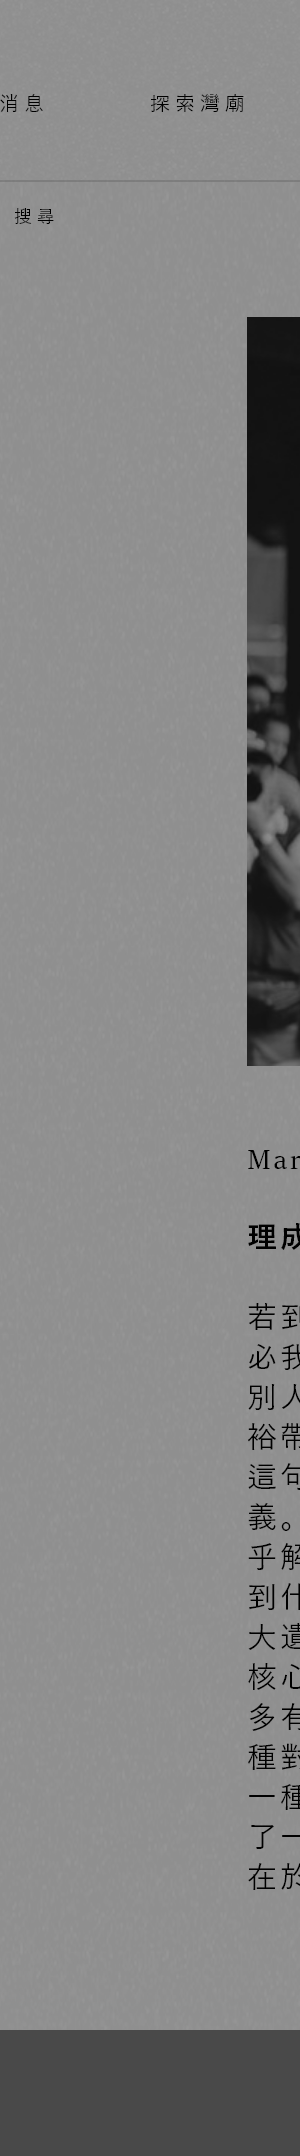 消息
探索灣廟
搜尋
Mar
理成
若到
必我
別人
裕帶
這句
義。
乎解
到什
大遺
核心
多有
種對
一種
了一
在於